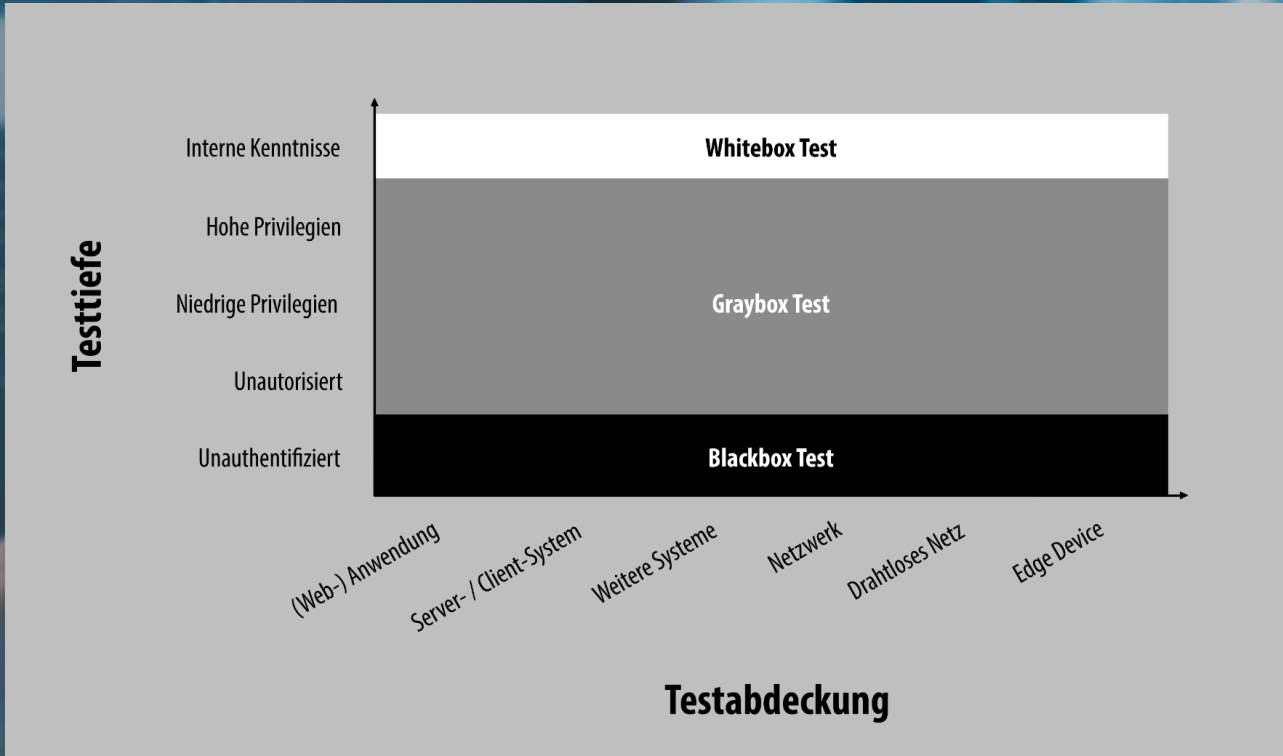 Testtiefe
Interne Kenntnisse
Whitebox Test
Hohe Privilegien
Niedrige Privilegien
Graybox Test
Unautorisiert
Unauthentifiziert
Blackbox Test
(Web-) Anwendung
Server- / Client-System
Weitere Systeme
Netzwerk
Drahtloses Netz
Edge Device
Testabdeckung